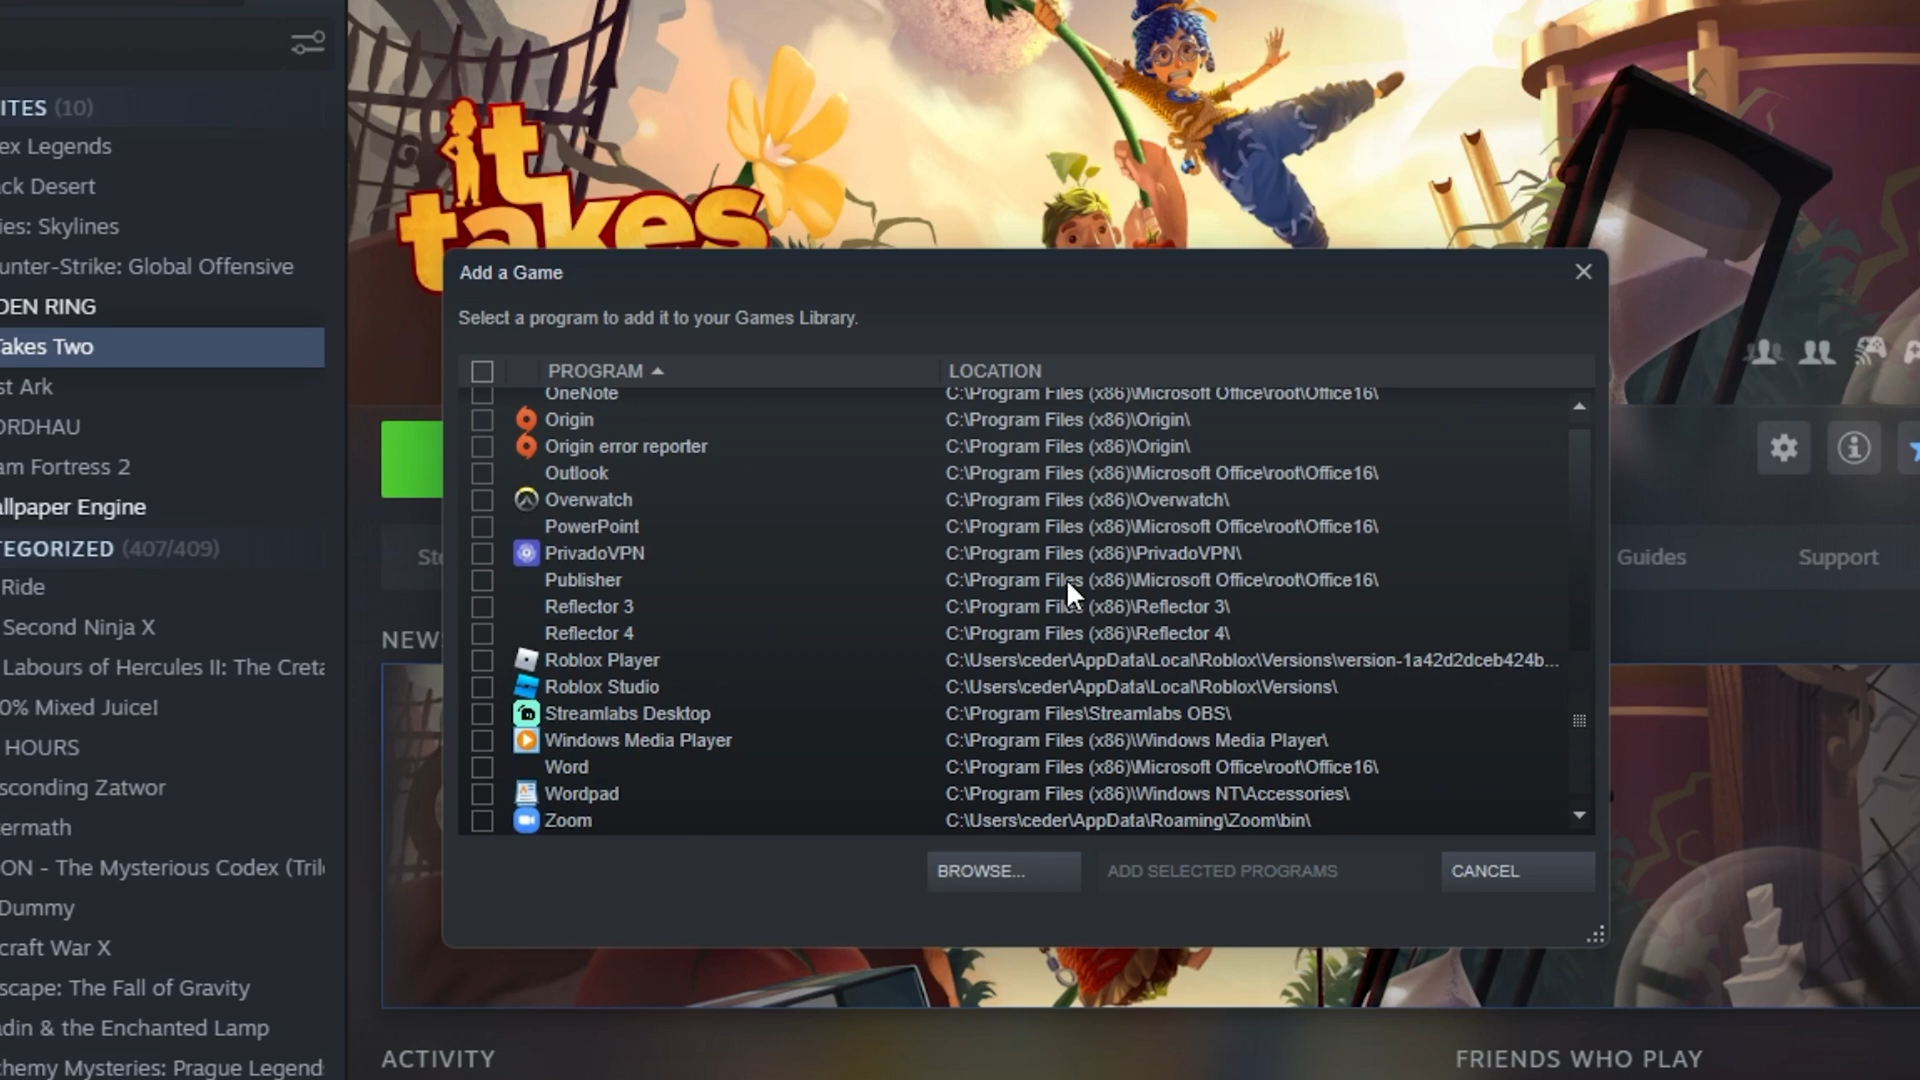 ITES (10)
ex Legends
ck Desert
ies: Skylines
unter-Strike: Global Offensive
DEN RING
Takes Two
st Ark
ORDHAU
am Fortress 2
allpaper Engine
TEGORIZED (407/409)
Ride
Second Ninja X
Labours of Hercules II: The Creta
0% Mixed Juice!
HOURS
sconding Zatwor
termath
ON - The Mysterious Codex (Tril
Dummy
craft War X
scape: The Fall of Gravity
adin & the Enchanted Lamp
chemy Mysteries: Prague Legend
it
takes
Add a Game
Select a program to add it to your Games Library.
PROGRAM LOCATION
OneNote C:\Program Files (x86)\Microsoft Office\root\Office16\
Origin C:\Program Files (x86)\Origin\
Origin error reporter C:\Program Files (x86)\Origin\
Outlook C:\Program Files (x86)\Microsoft Office\root\Office16\
Overwatch C:\Program Files (x86)\Overwatch\
PowerPoint C:\Program Files (x86)\Microsoft Office\root\Office16\
PrivadoVPN C:\Program Files (x86)\PrivadoVPN\
Publisher C:\Program Files (x86)\Microsoft Office\root\Office16\
Reflector 3 C:\Program Files (x86)\Reflector 3\
Reflector 4 C:\Program Files (x86)\Reflector 4\
Roblox Player C:\Users\ceder\AppData\Local\Roblox\Versions\version-1a42d2dceb424b...
Roblox Studio C:\Users\ceder\AppData\Local\Roblox\Versions\
Streamlabs Desktop C:\Program Files\Streamlabs OBS\
Windows Media Player C:\Program Files (x86)\Windows Media Player\
Word C:\Program Files (x86)\Microsoft Office\root\Office16\
Wordpad C:\Program Files (x86)\Windows NT\Accessories\
Zoom C:\Users\ceder\AppData\Roaming\Zoom\bin\
BROWSE... ADD SELECTED PROGRAMS CANCEL
Sto
Guides Support
NEW
ACTIVITY FRIENDS WHO PLAY